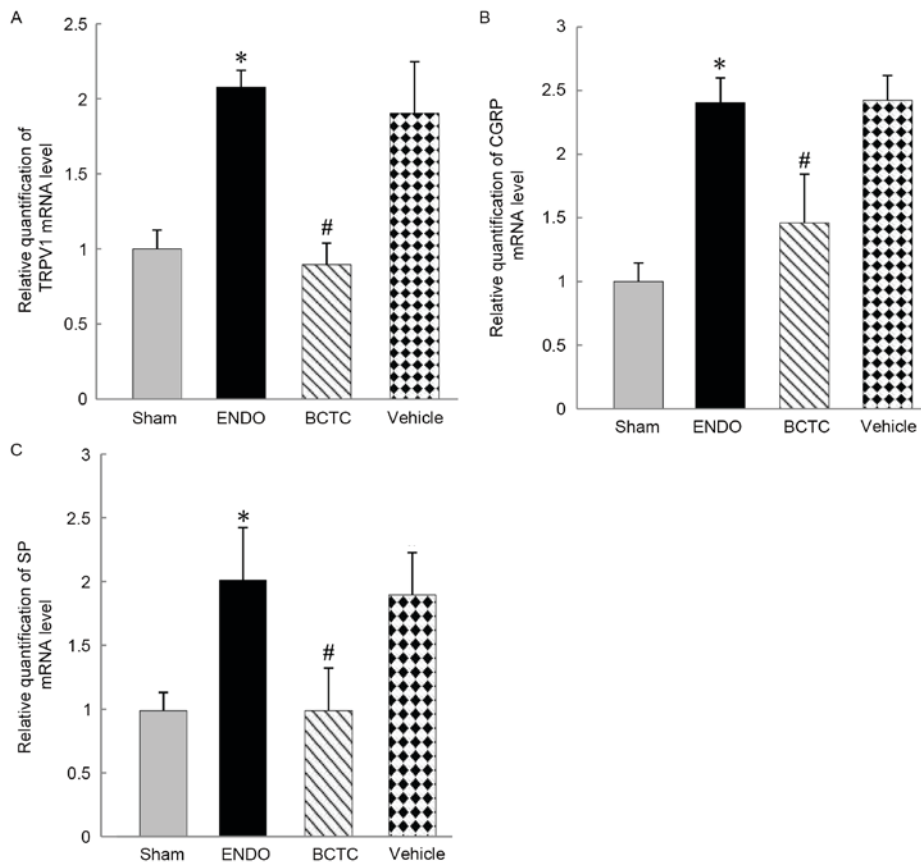 A
Relative quantification of
TRPV1 mRNA level
2.5
2
1.5
1
0.5
0
*
#
Sham ENDO BCTC Vehicle
B
Relative quantification of CGRP
mRNA level
3
2.5
2
1.5
1
0.5
0
*
#
Sham ENDO BCTC Vehicle
C
Relative quantification of SP
mRNA level
3
2.5
2
1.5
1
0.5
0
*
#
Sham ENDO BCTC Vehicle